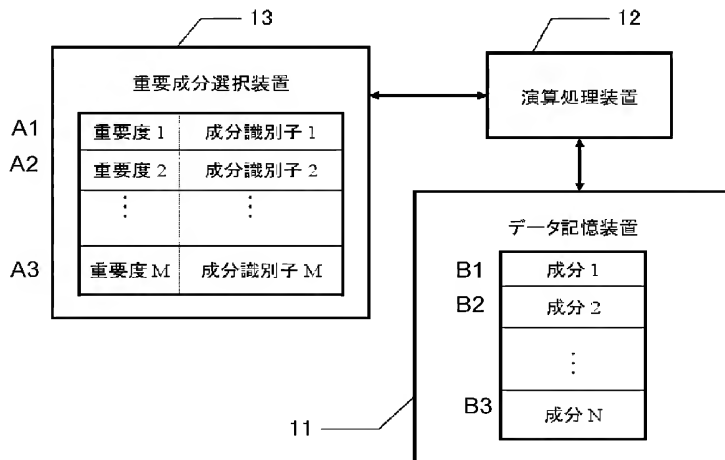 13
重要成分選択装置
A1 重要度 1 成分識別子 1
A2 重要度 2 成分識別子 2
⋮ ⋮
A3 重要度 M 成分識別子 M
12
演算処理装置
データ記憶装置
B1 成分 1
B2 成分 2
⋮
B3 成分 N
11